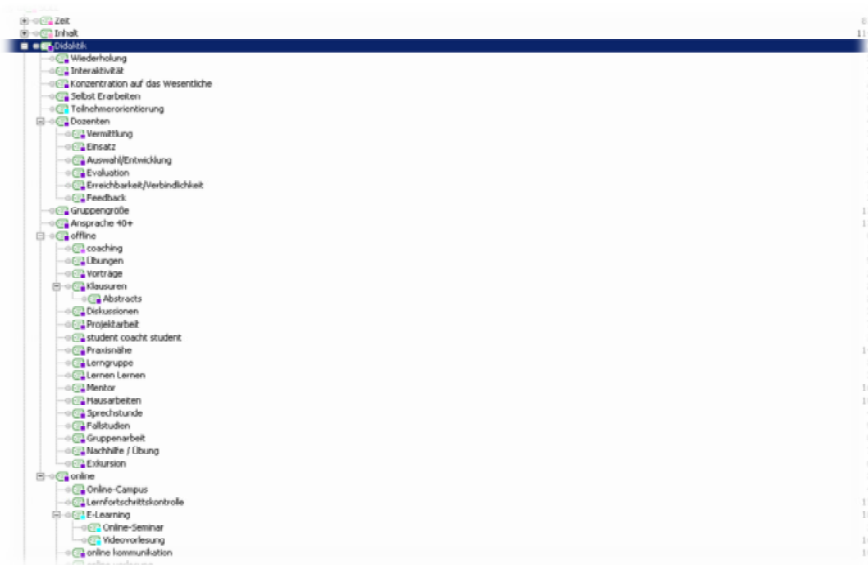 Zeit
Inhalt
Didaktik
Wiederholung
Interaktivität
Konzentration auf das Wesentliche
Selbst Erarbeiten
Teilnehmerorientierung
Dozenten
Vermittlung
Einsatz
Auswahl/Entwicklung
Evaluation
Erreichbarkeit/Verbindlichkeit
Feedback
Gruppengröße
Ansprache 40+
offline
coaching
Übungen
Vorträge
Klausuren
Abstracts
Diskussionen
Projektarbeit
student coacht student
Praxisnähe
Lerngruppe
Lernen Lernen
Mentor
Hausarbeiten
Sprechstunde
Fallstudien
Gruppenarbeit
Nachhilfe / Übung
Exkursion
online
Online-Campus
Lernfortschrittskontrolle
E-Learning
Online-Seminar
Videovorlesung
online kommunikation